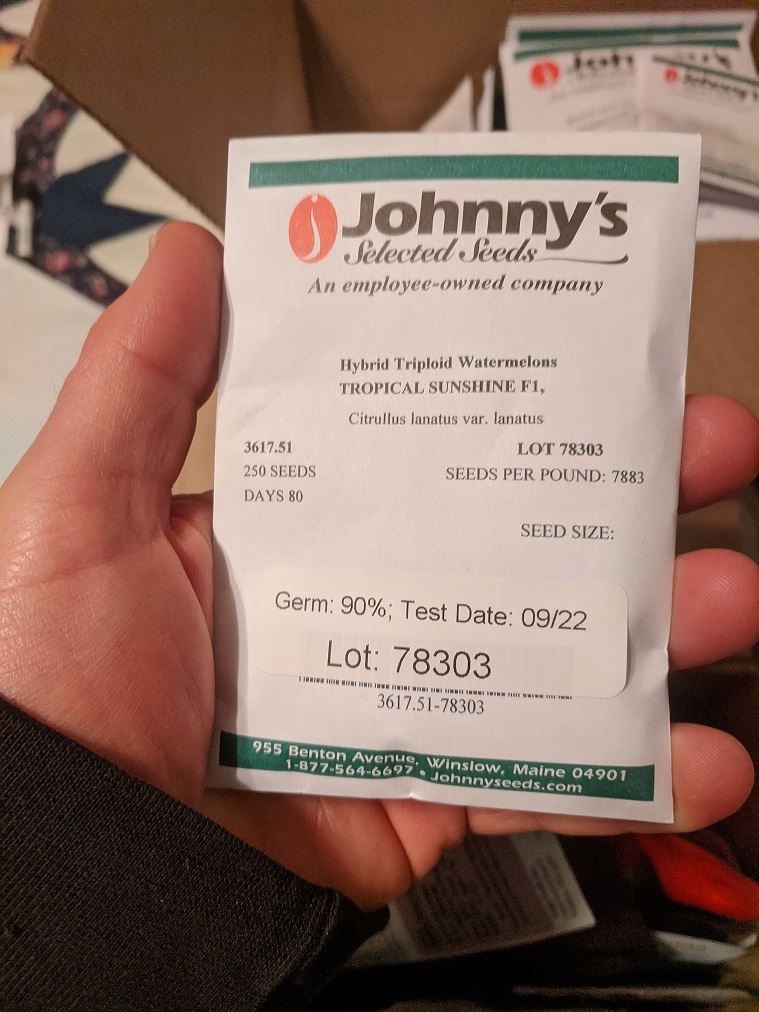 Joh
Johnny's
Johnny's
Selected Seeds
An employee-owned company
Hybrid Triploid Watermelons
TROPICAL SUNSHINE F1,
Citrullus lanatus var. lanatus
3617.51 LOT 78303
250 SEEDS SEEDS PER POUND: 7883
DAYS 80
SEED SIZE:
Germ: 90%; Test Date: 09/22
Lot: 78303
3617.51-78303
955 Benton Avenue, Winslow, Maine 04901
1-877-564-6697 • Johnnyseeds.com